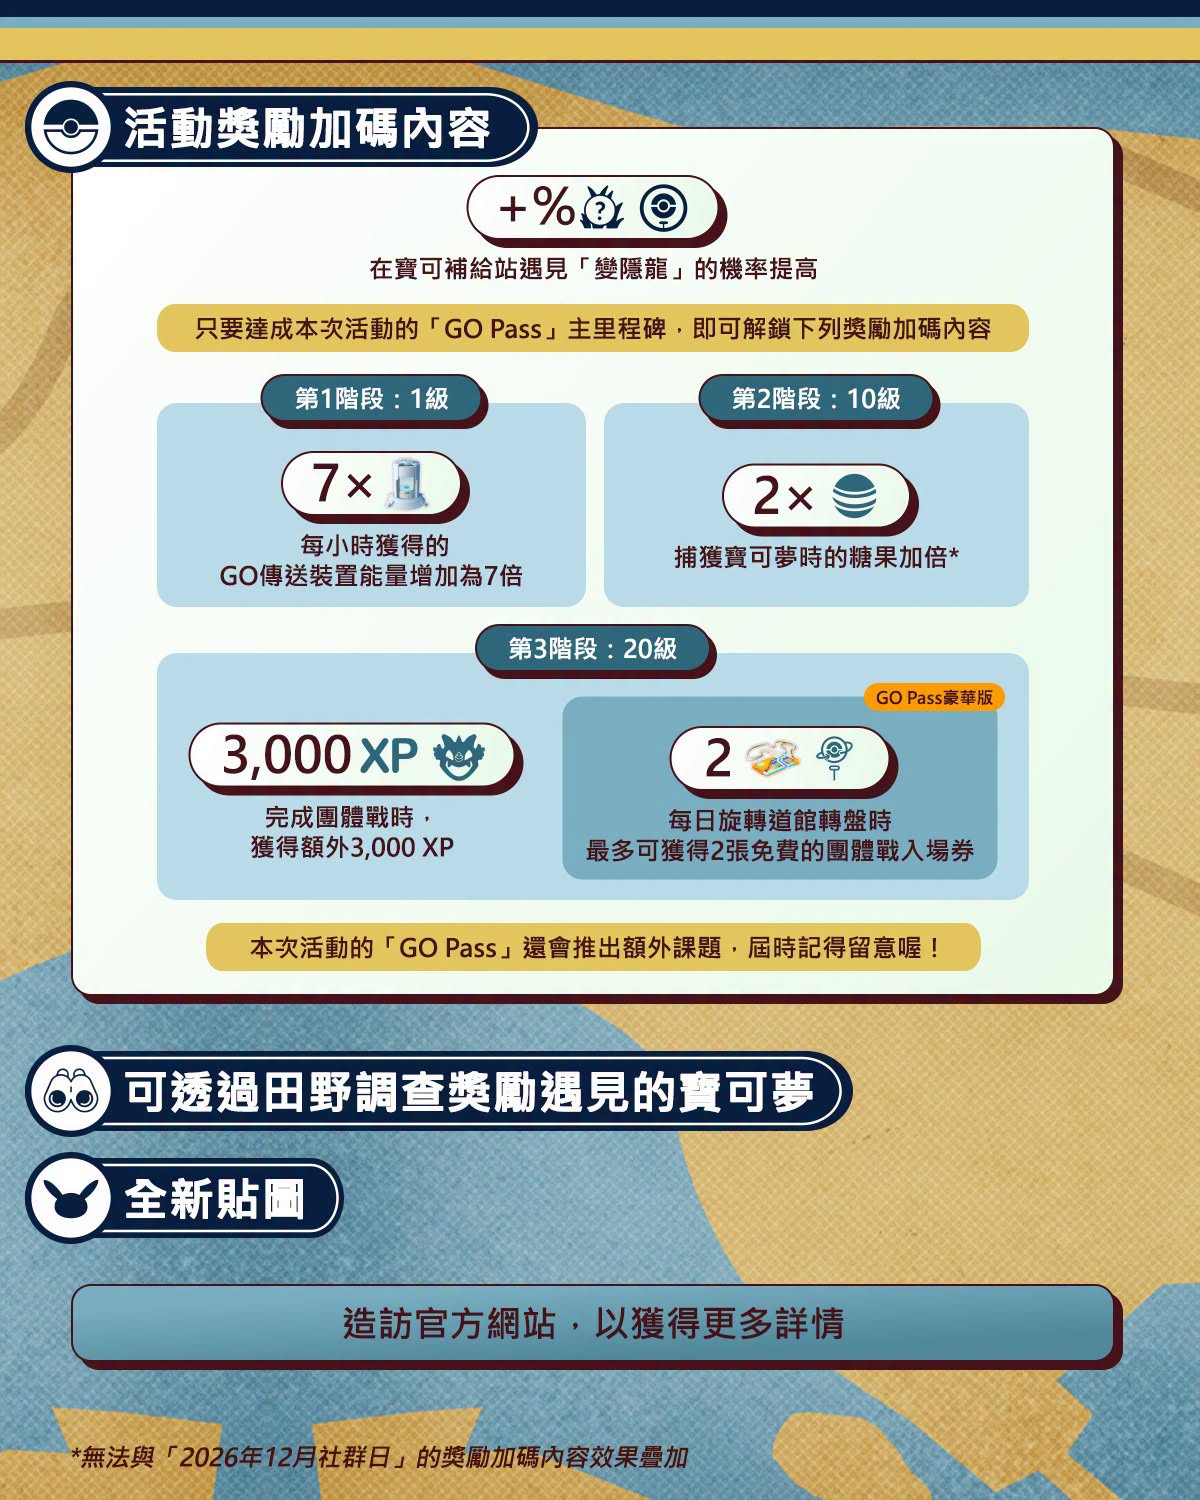 活動獎勵加碼內容
+%?
在寶可補給站遇見「變隱龍」的機率提高
只要達成本次活動的「GO Pass」主里程碑，即可解鎖下列獎勵加碼內容
第1階段：1級
7×
每小時獲得的
GO傳送裝置能量增加為7倍
第2階段：10級
2×
捕獲寶可夢時的糖果加倍*
第3階段：20級
3,000 XP
完成團體戰時，
獲得額外3,000 XP
GO Pass豪華版
2
每日旋轉道館轉盤時
最多可獲得2張免費的團體戰入場券
本次活動的「GO Pass」還會推出額外課題，屆時記得留意喔！
可透過田野調查獎勵遇見的寶可夢
全新貼圖
造訪官方網站，以獲得更多詳情
*無法與「2026年12月社群日」的獎勵加碼內容效果疊加